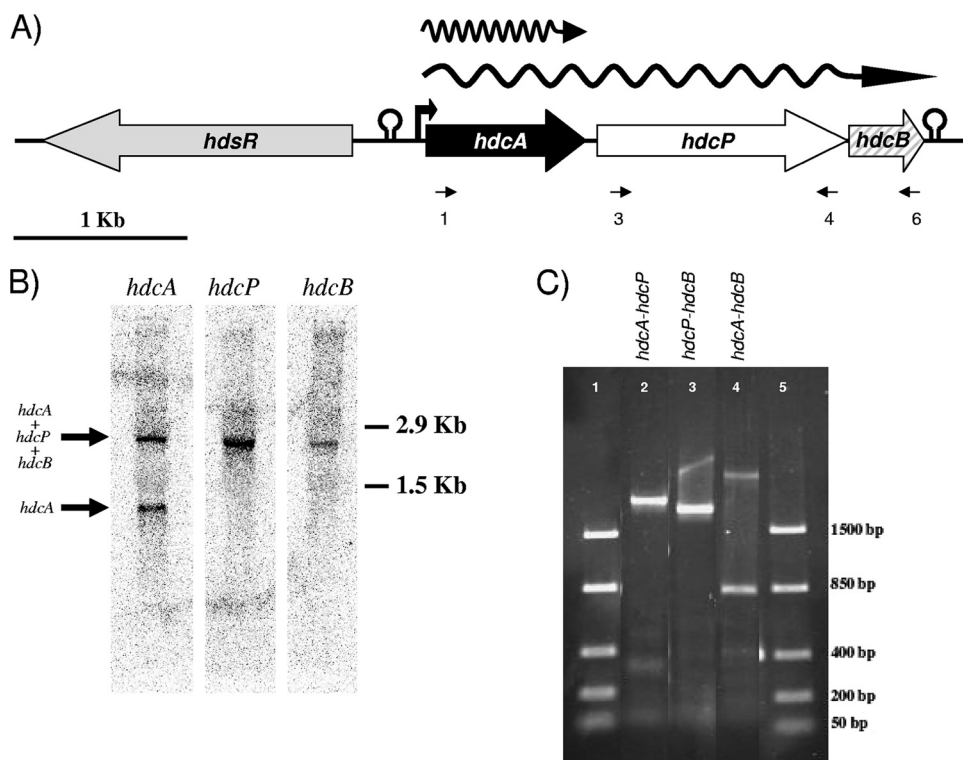 A)
hdsR
hdcA
hdcP
hdcB
1
3
4
6
1 Kb
B)
hdcA
hdcP
hdcB
hdcA
+
hdcP
+
hdcB
hdcA
2.9 Kb
1.5 Kb
C)
hdcA-hdcP
hdcP-hdcB
hdcA-hdcB
1
2
3
4
5
1500 bp
850 bp
400 bp
200 bp
50 bp